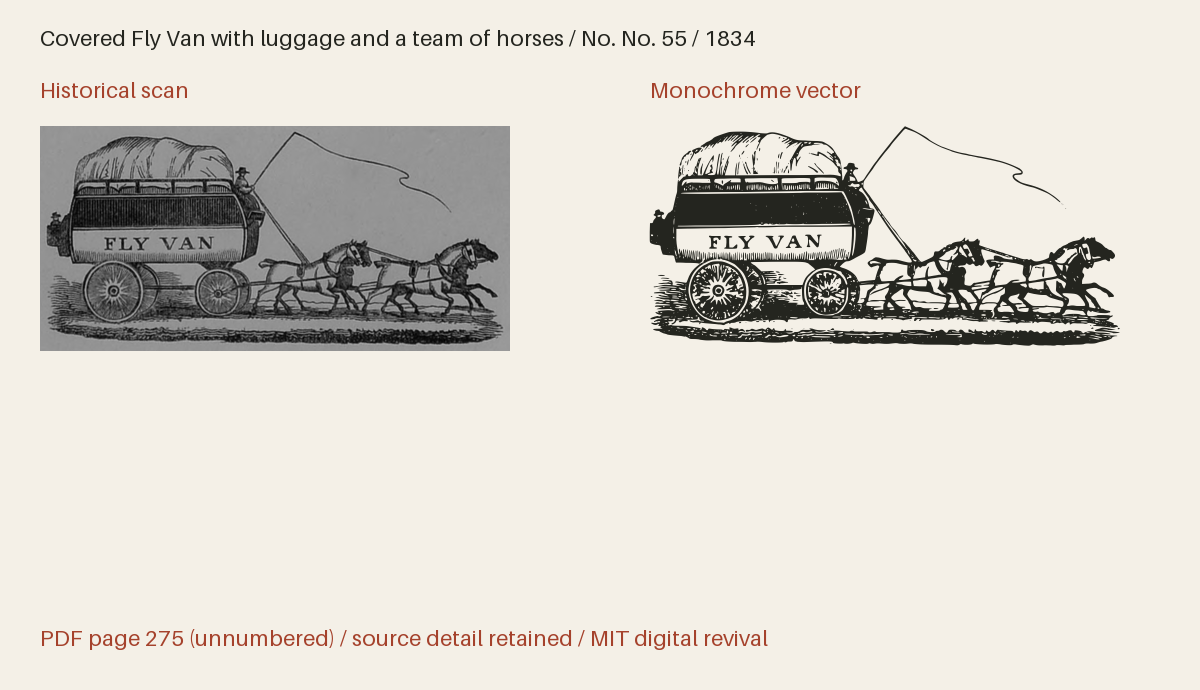 Covered Fly Van with luggage and a team of horses / No. No. 55 / 1834
Historical scan
Monochrome vector
FLY VAN
FLY VAN
PDF page 275 (unnumbered) / source detail retained / MIT digital revival